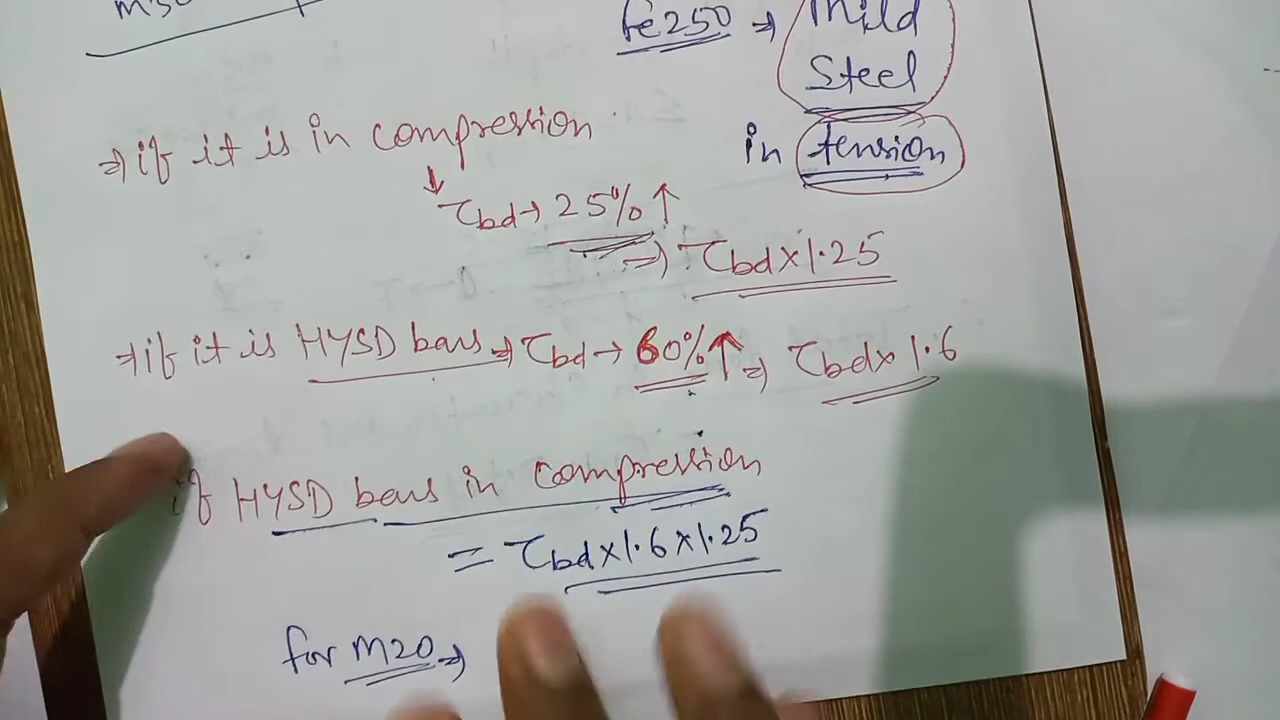 Fe250 ⇒ Mild
Steel
in tension
⇒ if it is in compression
↓
τbd → 25% ↑
⇒ τbd×1.25
⇒ if it is HYSD bars ⇒ τbd → 60% ↑ ⇒ τbd×1.6
if HYSD bars in compression
= τbd×1.6×1.25
for M20 ⇒